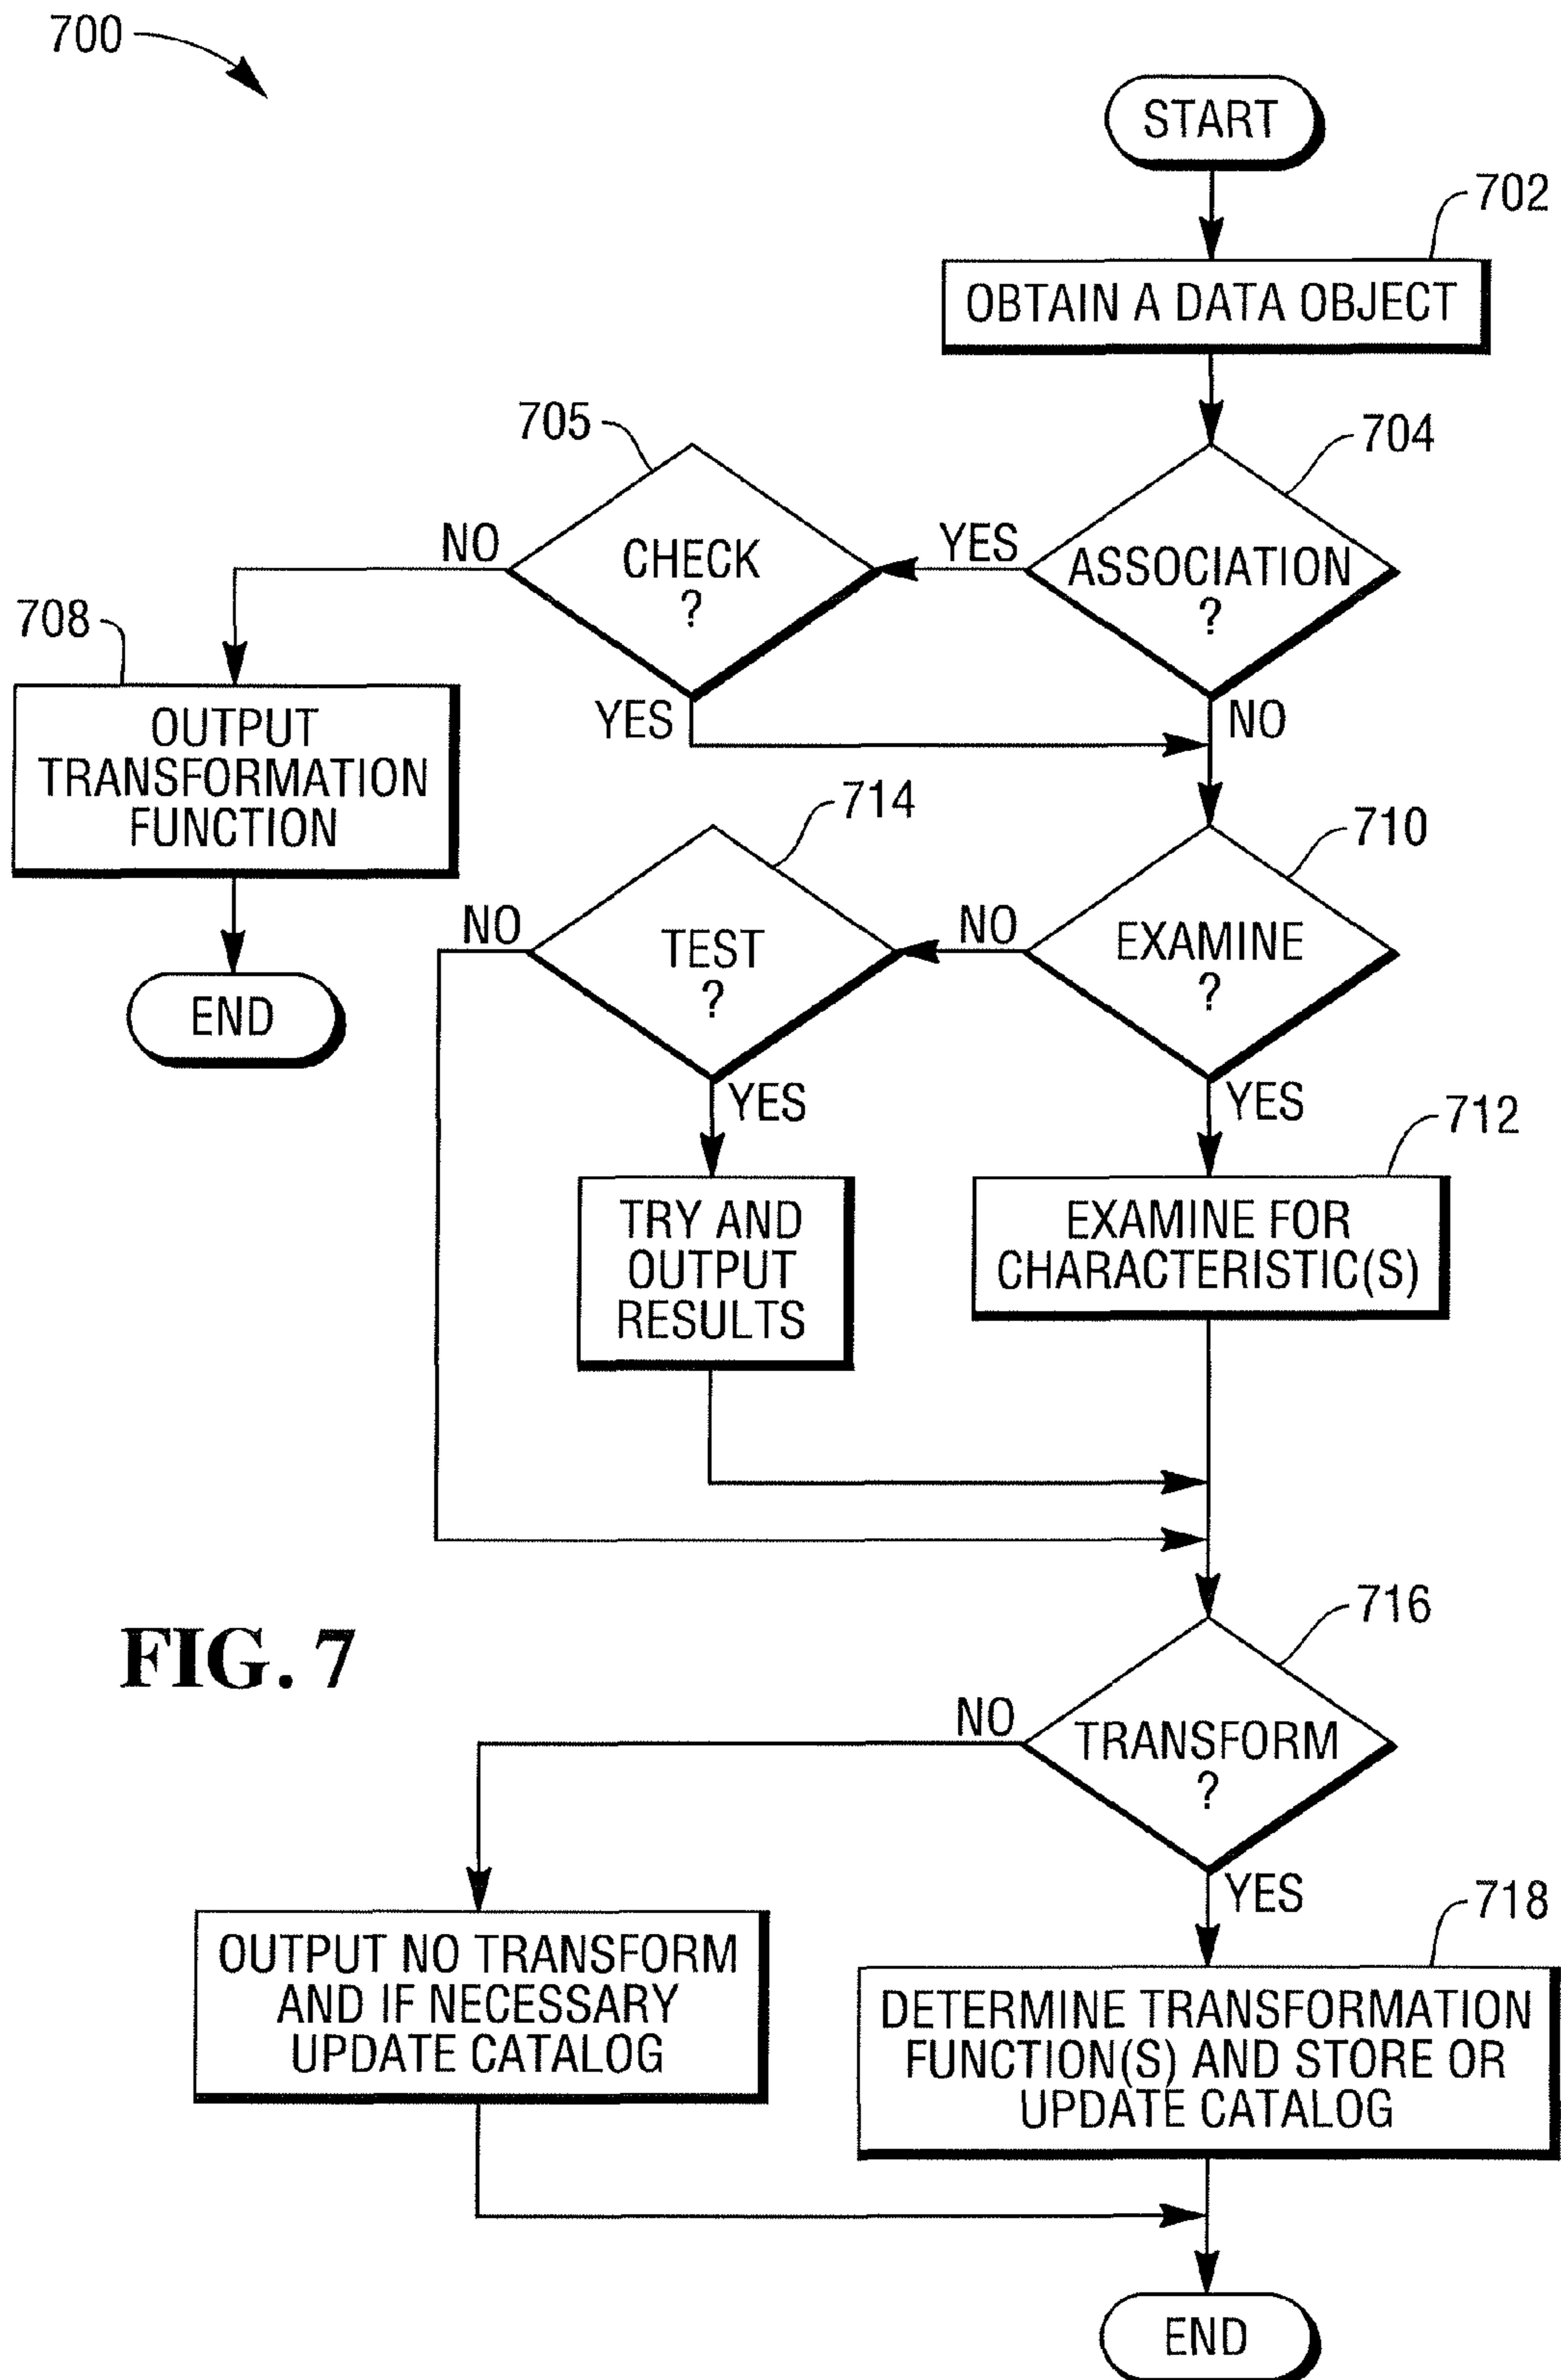 700
START
702
OBTAIN A DATA OBJECT
705
704
NO
CHECK
?
YES
ASSOCIATION
?
708
OUTPUT
TRANSFORMATION
FUNCTION
YES
NO
714
710
END
NO
TEST
?
NO
EXAMINE
?
YES
YES
712
TRY AND
OUTPUT
RESULTS
EXAMINE FOR
CHARACTERISTIC(S)
FIG. 7
716
NO
TRANSFORM
?
YES
718
OUTPUT NO TRANSFORM
AND IF NECESSARY
UPDATE CATALOG
DETERMINE TRANSFORMATION
FUNCTION(S) AND STORE OR
UPDATE CATALOG
END